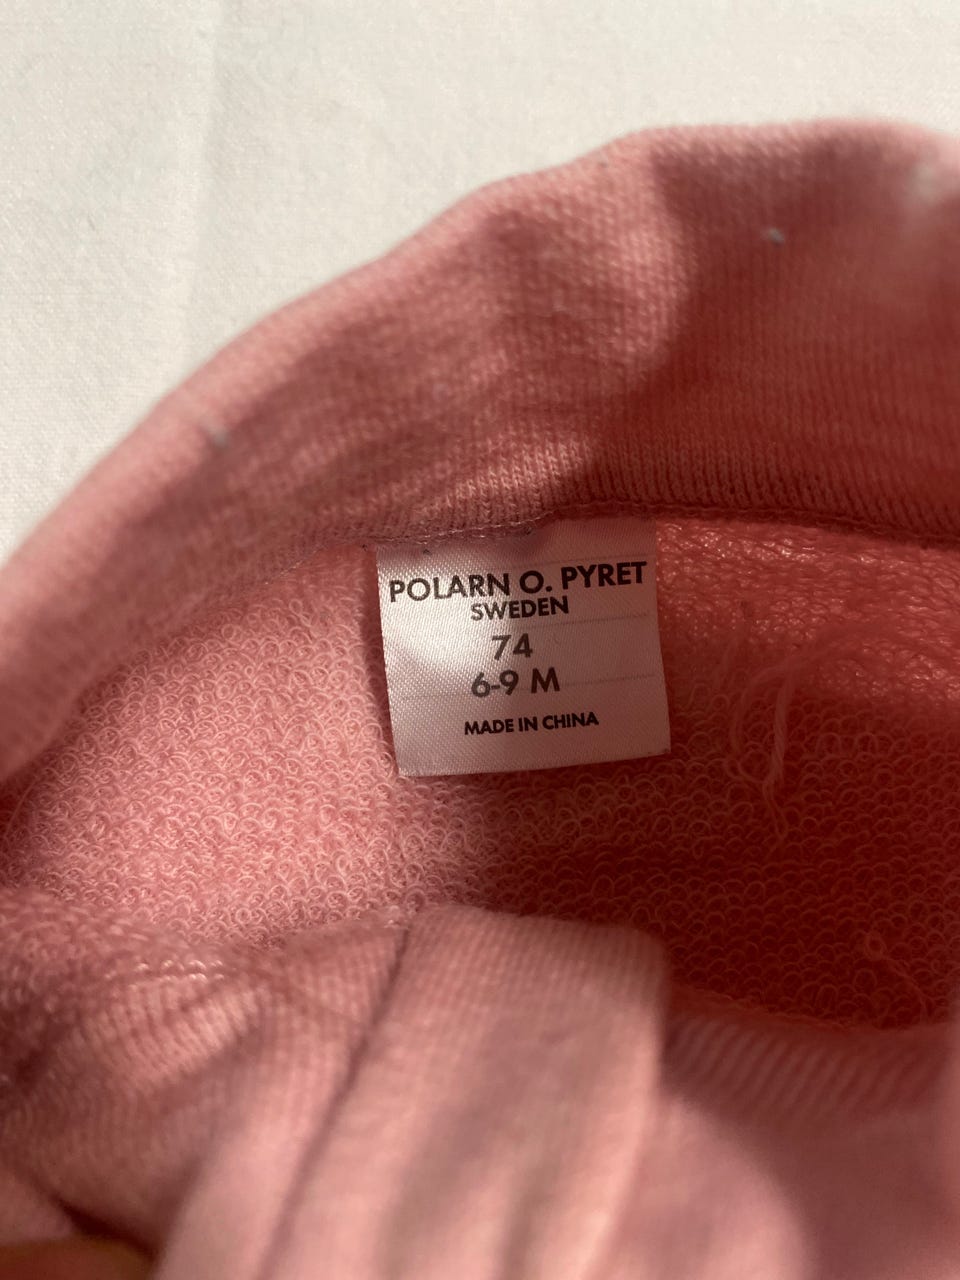 POLARN O. PYRET
SWEDEN
74
6-9 M
MADE IN CHINA